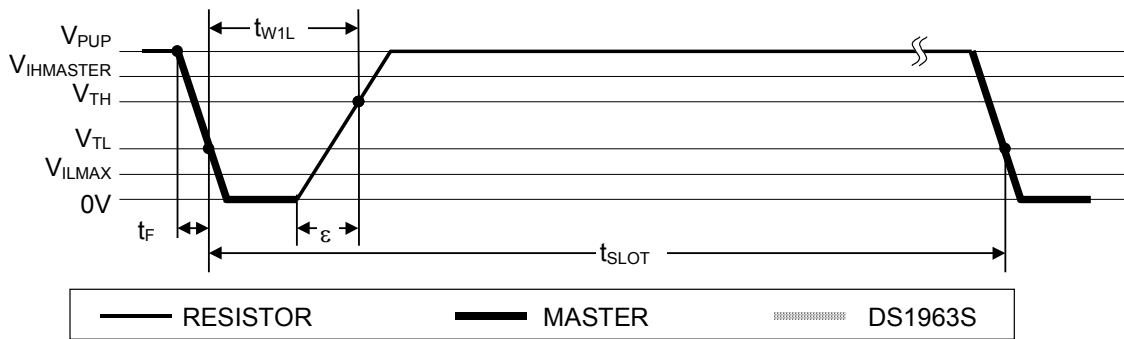 tW1L
VPUP
VIHMASTER
VTH
VTL
VILMAX
0V
tF
ε
tSLOT
RESISTOR MASTER DS1963S